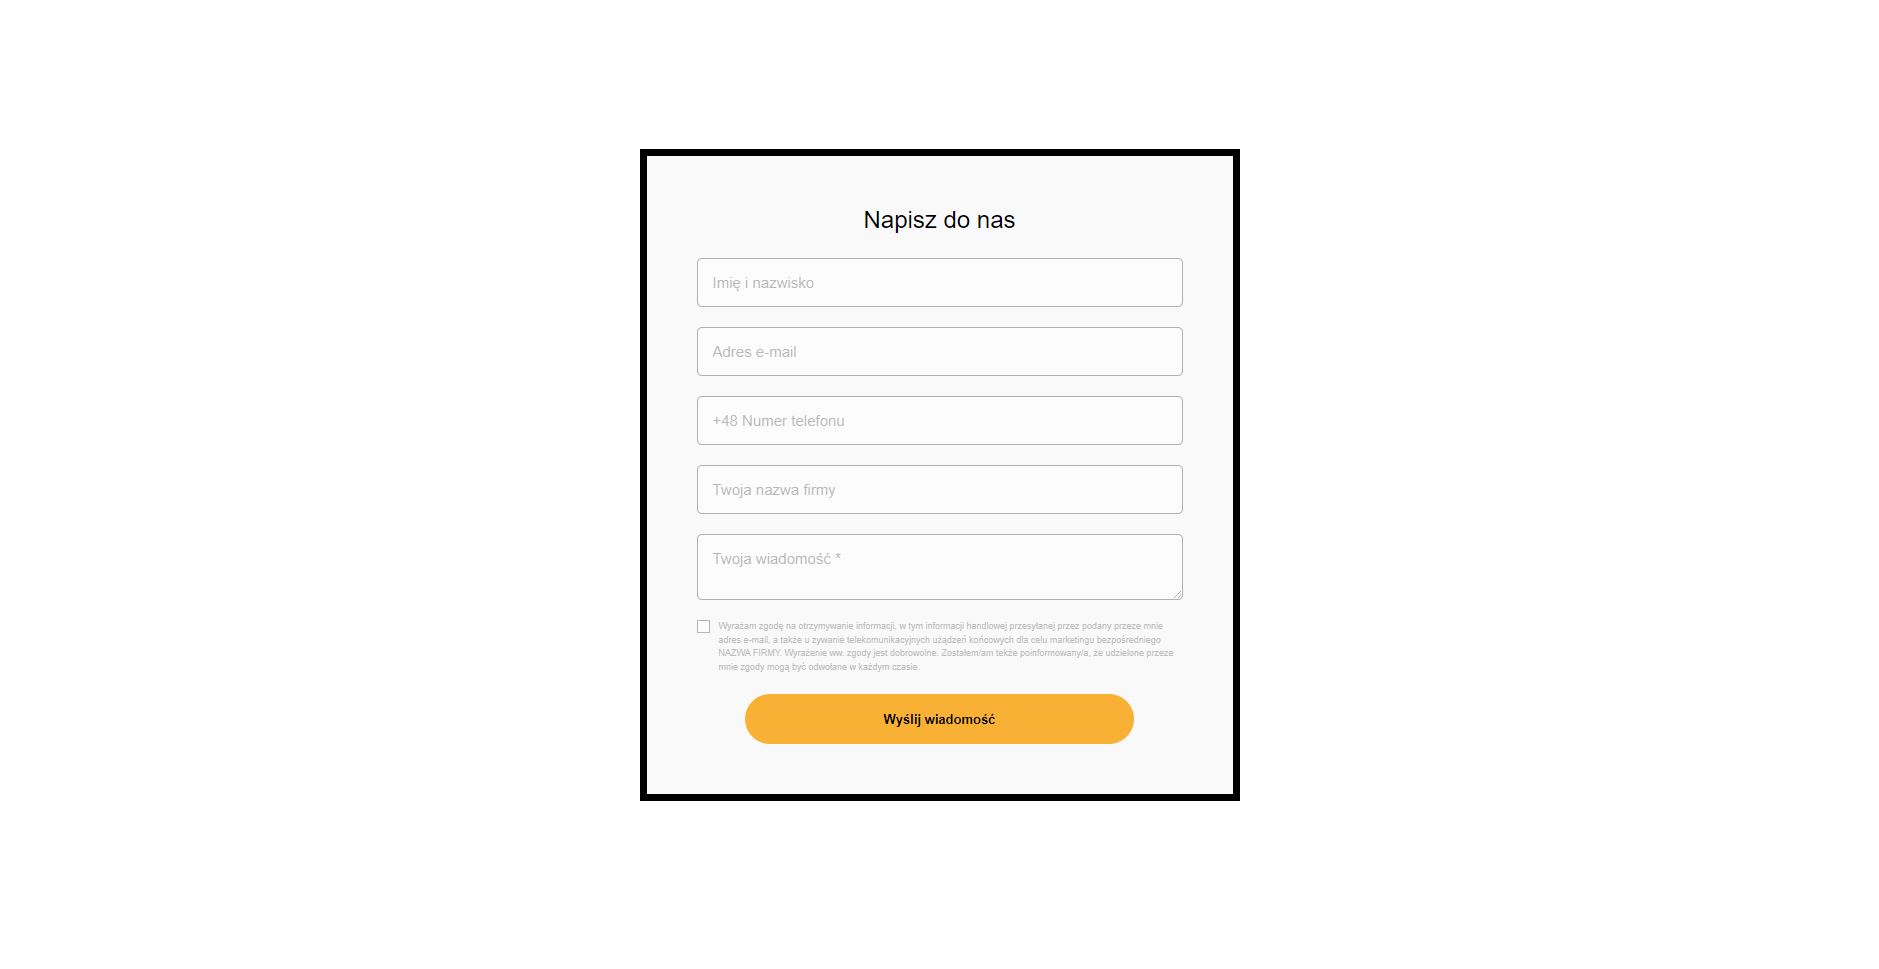 Napisz do nas
Imię i nazwisko
Adres e-mail
+48 Numer telefonu
Twoja nazwa firmy
Twoja wiadomość *
Wyrażam zgodę na otrzymywanie informacji, w tym informacji handlowej przesyłanej przez podany przeze mnie
adres e-mail, a także u zywanie telekomunikacyjnych użądzeń końcowych dla celu marketingu bezpośredniego
NAZWA FIRMY. Wyrażenie ww. zgody jest dobrowolne. Zostałem/am tekże poinformowany/a, że udzielone przeze
mnie zgody mogą być odwołane w każdym czasie.
Wyślij wiadomość